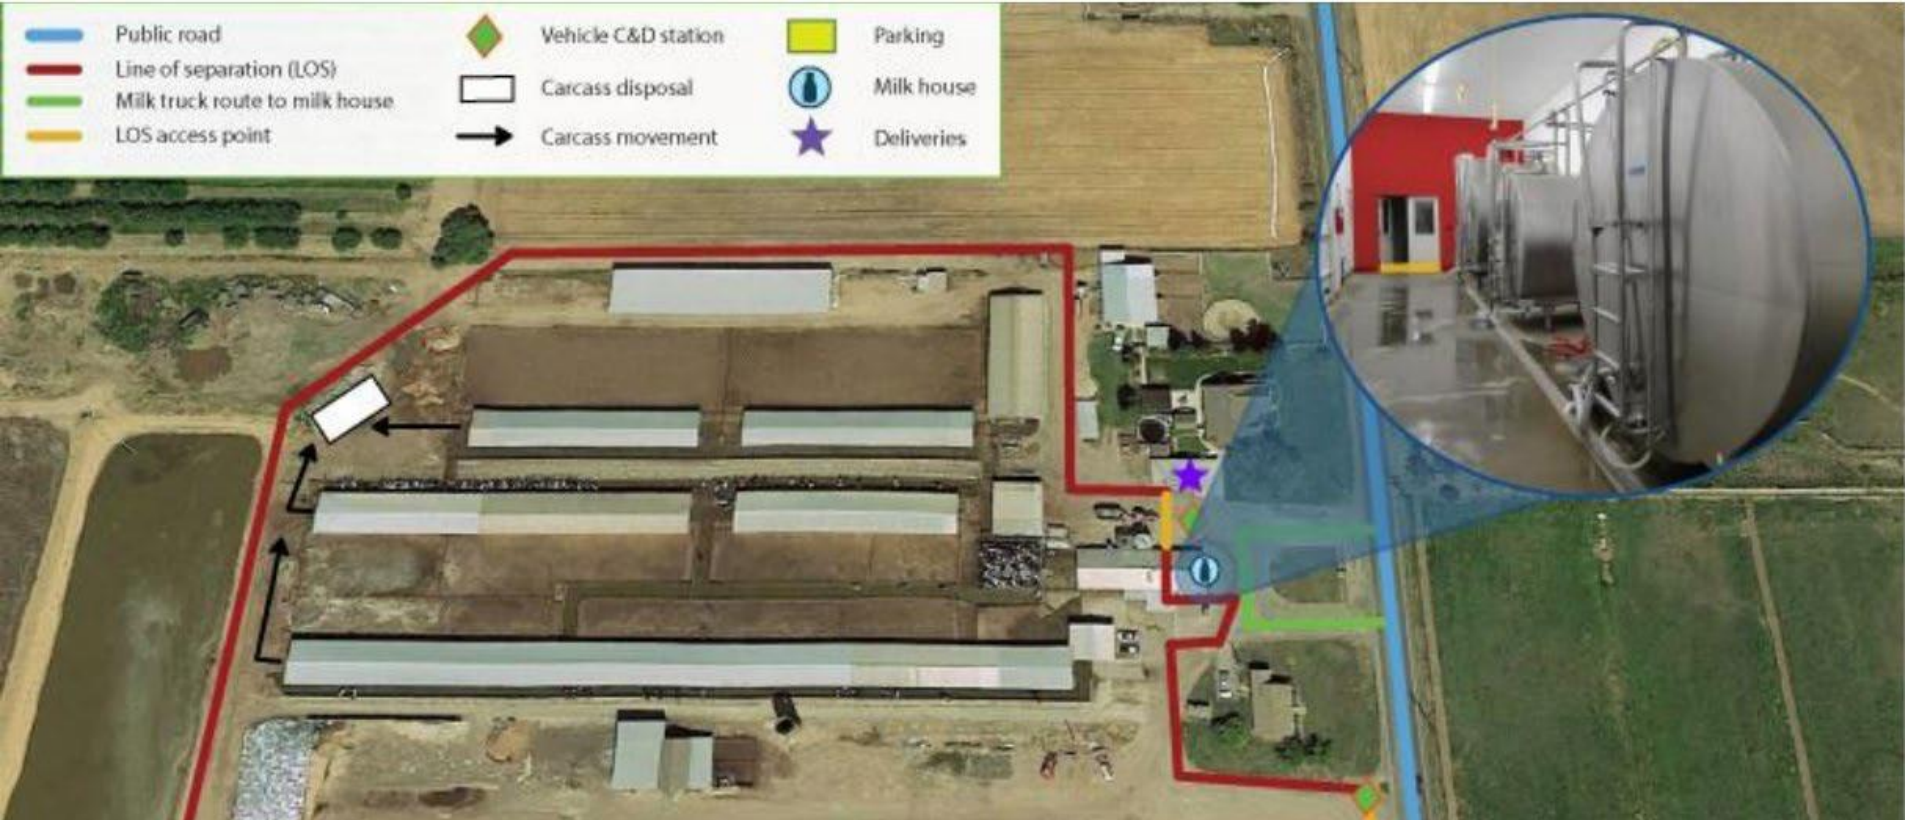 Public road
Line of separation (LOS)
Milk truck route to milk house
LOS access point
Vehicle C&D station
Carcass disposal
Carcass movement
Parking
Milk house
Deliveries